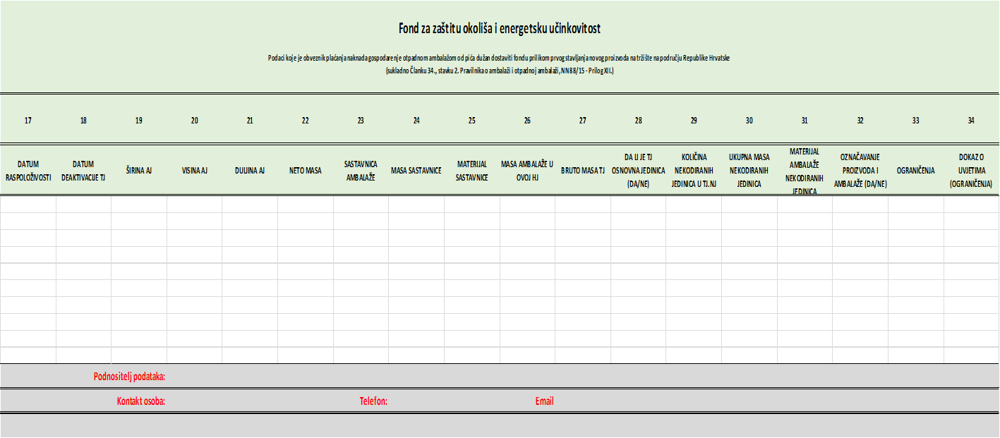 Fond za zaštitu okoliša i energetsku učinkovitost
Podaci koje je obveznik plaćanja naknada gospodarenje otpadnom ambalažom od pića dužan dostaviti fondu prilikom prvog stavljanja novog proizvoda na tržište na području Republike Hrvatske
(sukladno Članku 34., stavku 2. Pravilnika o ambalaži i otpadnoj ambalaži, NN 88/15 - Prilog XII.)
17 18 19 20 21 22 23 24 25 26 27 28 29 30 31 32 33 34
DATUM RASPOLOŽIVOSTI
DATUM DEAKTIVACIJE TJ
ŠIRINA AJ
VISINA AJ
DULJINA AJ
NETO MASA
SASTAVNICA AMBALAŽE
MASA SASTAVNICE
MATERIJAL SASTAVNICE
MASA AMBALAŽE U OVOJ HJ
BRUTO MASA TJ
DA LI JE TJ OSNOVNA JEDINICA (DA/NE)
KOLIČINA NEKODIRANIH JEDINICA U TJ.NJ
UKUPNA MASA NEKODIRANIH JEDINICA
MATERIJAL AMBALAŽE NEKODIRANIH JEDINICA
OZNAČAVANJE PROIZVODA I AMBALAŽE (DA/NE)
OGRANIČENJA
DOKAZ O UVJETIMA (OGRANIČENJA)
Podnositelj podataka:
Kontakt osoba: Telefon: Email